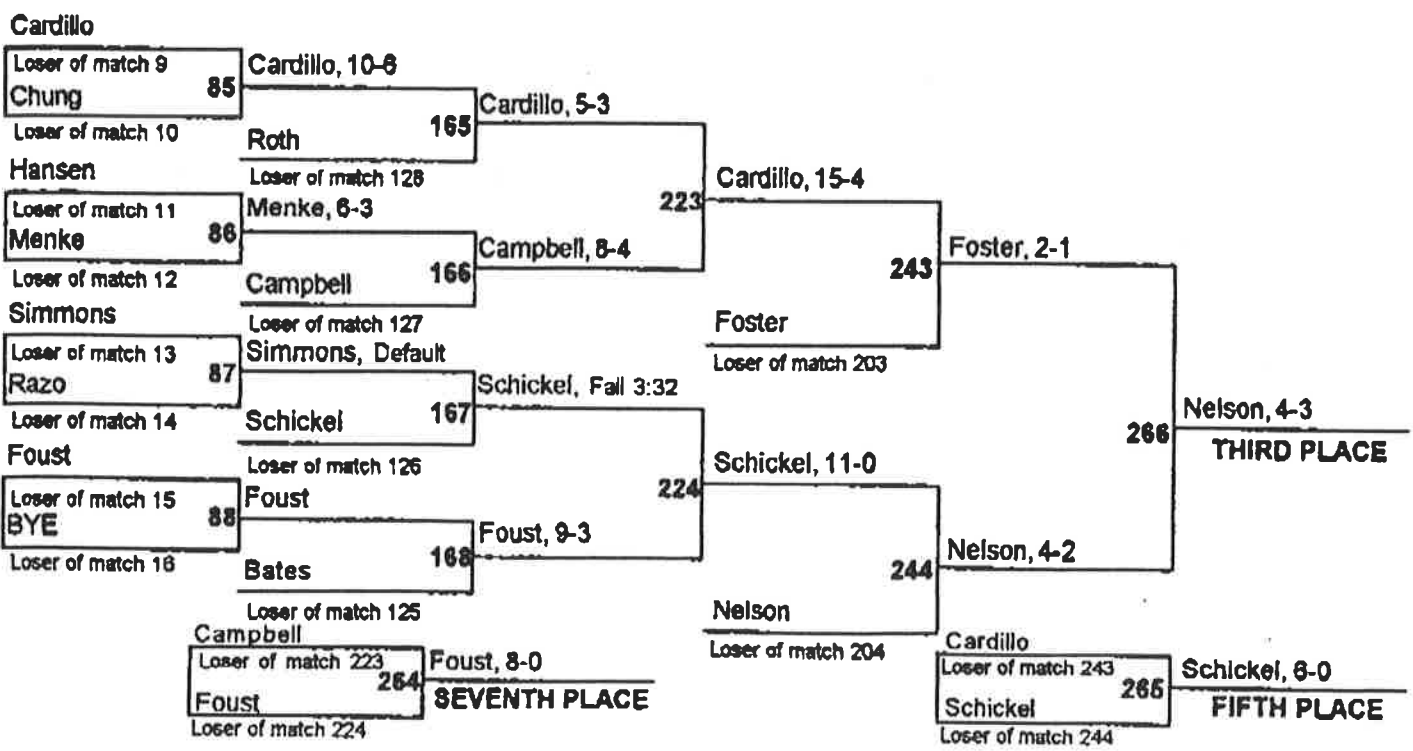 Cardillo
Loser of match 9
85
Chung
Loser of match 10
Hansen
Loser of match 11
86
Menke
Loser of match 12
Simmons
Loser of match 13
87
Razo
Loser of match 14
Foust
Loser of match 15
88
BYE
Loser of match 16
Cardillo, 10-6
165
Roth
Loser of match 128
Menke, 6-3
166
Campbell
Loser of match 127
Simmons, Default
167
Schickel
Loser of match 126
Foust
168
Bates
Loser of match 125
Cardillo, 5-3
223
Campbell, 8-4
Schickel, Fall 3:32
224
Foust, 9-3
Cardillo, 15-4
243
Foster
Loser of match 203
Schickel, 11-0
244
Nelson
Loser of match 204
Foster, 2-1
266
Nelson, 4-2
Nelson, 4-3
THIRD PLACE
Campbell
Loser of match 223
264
Foust
Loser of match 224
Foust, 8-0
SEVENTH PLACE
Cardillo
Loser of match 243
265
Schickel
Loser of match 244
Schickel, 6-0
FIFTH PLACE